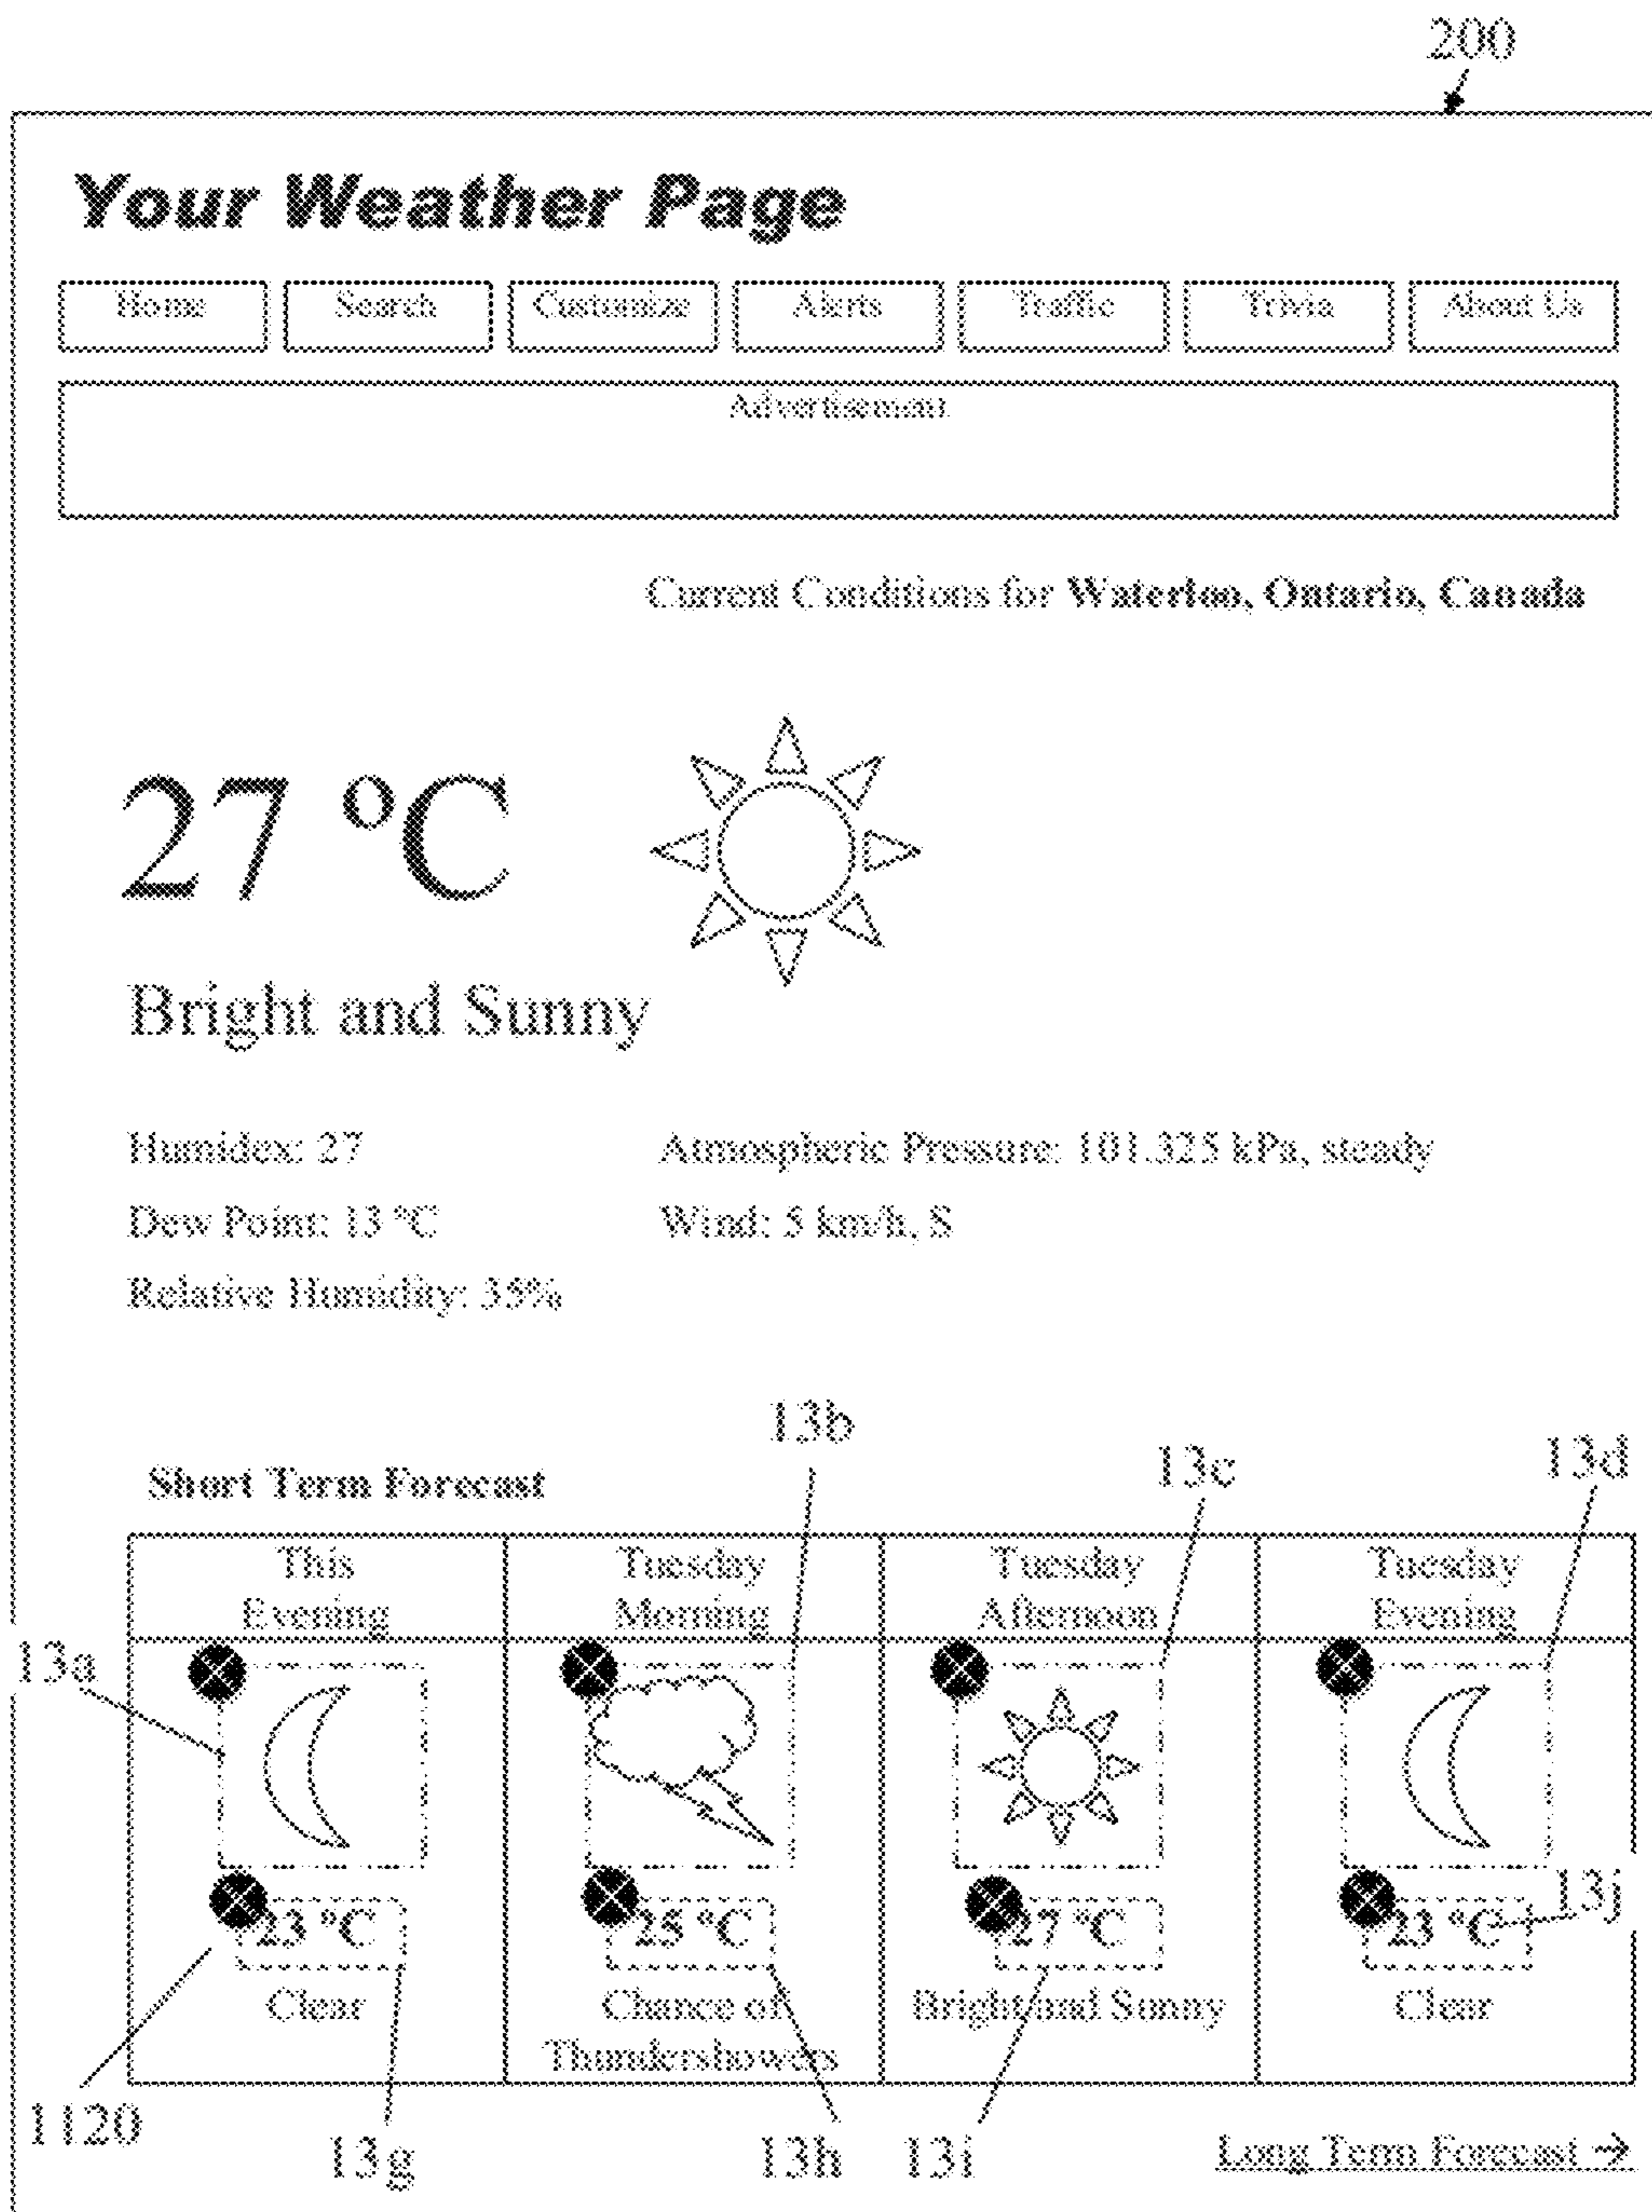 200
Your Weather Page
Home Search Customize Alerts Traffic Trivia About Us
Advertisement
Current Conditions for Waterloo, Ontario, Canada
27 °C
Bright and Sunny
Humidex: 27 Atmospheric Pressure: 101.325 kPa, steady
Dew Point: 13 °C Wind: 5 km/h, S
Relative Humidity: 35%
13b
13c
13d
Short Term Forecast
This Tuesday Tuesday Tuesday
Evening Morning Afternoon Evening
13a
13j
23 °C 25 °C 27 °C 23 °C
Clear Chance of Bright and Sunny Clear
Thundershowers
1120
13g 13h 13i Long Term Forecast →